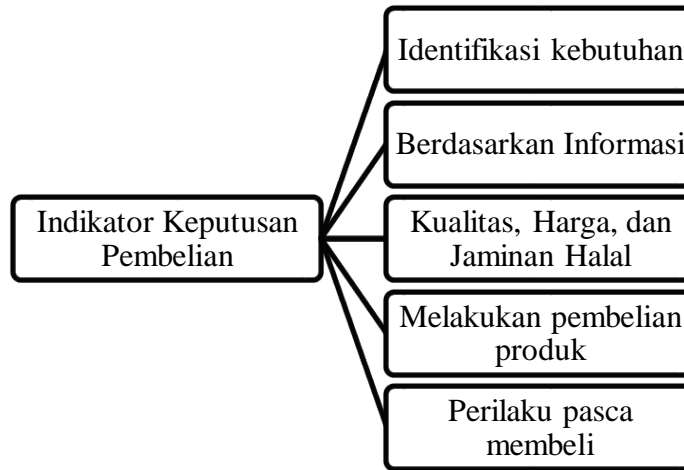 Identifikasi kebutuhan
Berdasarkan Informasi
Indikator Keputusan
Pembelian
Kualitas, Harga, dan
Jaminan Halal
Melakukan pembelian
produk
Perilaku pasca
membeli